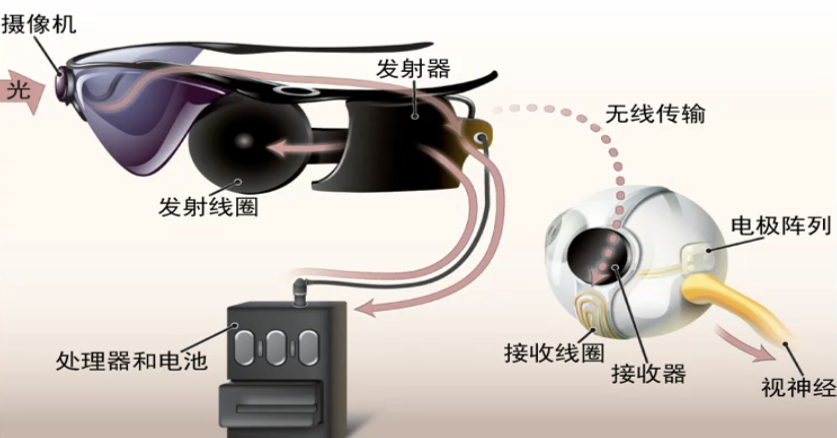 摄像机
光
发射器
无线传输
发射线圈
电极阵列
处理器和电池
接收线圈
接收器
视神经